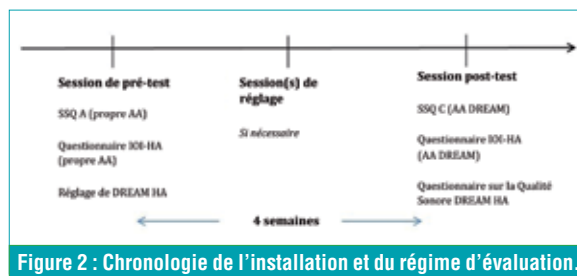 Session de pré-test
SSQ A (propre AA)
Questionnaire IOI-HA
(propre AA)
Réglage de DREAM HA
Session(s) de
réglage
Si nécessaire
Session post-test
SSQ C (AA DREAM)
Questionnaire IOI-HA
(AA DREAM)
Questionnaire sur la Qualité
Sonore DREAM HA
4 semaines
Figure 2 : Chronologie de l'installation et du régime d'évaluation